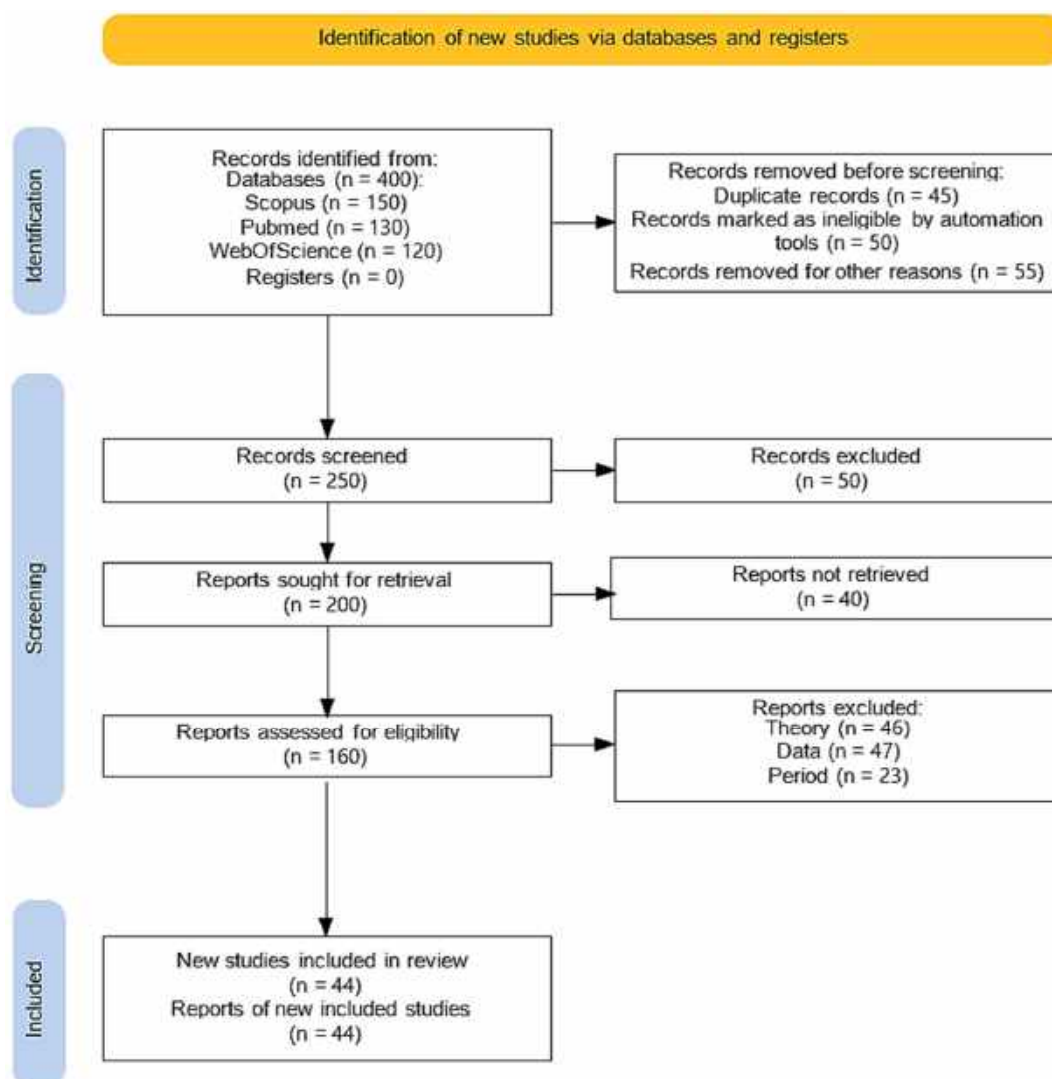 Identification of new studies via databases and registers
Identification
Records identified from:
Databases (n = 400):
Scopus (n = 150)
Pubmed (n = 130)
WebOfScience (n = 120)
Registers (n = 0)
Records removed before screening:
Duplicate records (n = 45)
Records marked as ineligible by automation
tools (n = 50)
Records removed for other reasons (n = 55)
Screening
Records screened
(n = 250)
Records excluded
(n = 50)
Reports sought for retrieval
(n = 200)
Reports not retrieved
(n = 40)
Reports assessed for eligibility
(n = 160)
Reports excluded:
Theory (n = 46)
Data (n = 47)
Period (n = 23)
Included
New studies included in review
(n = 44)
Reports of new included studies
(n = 44)